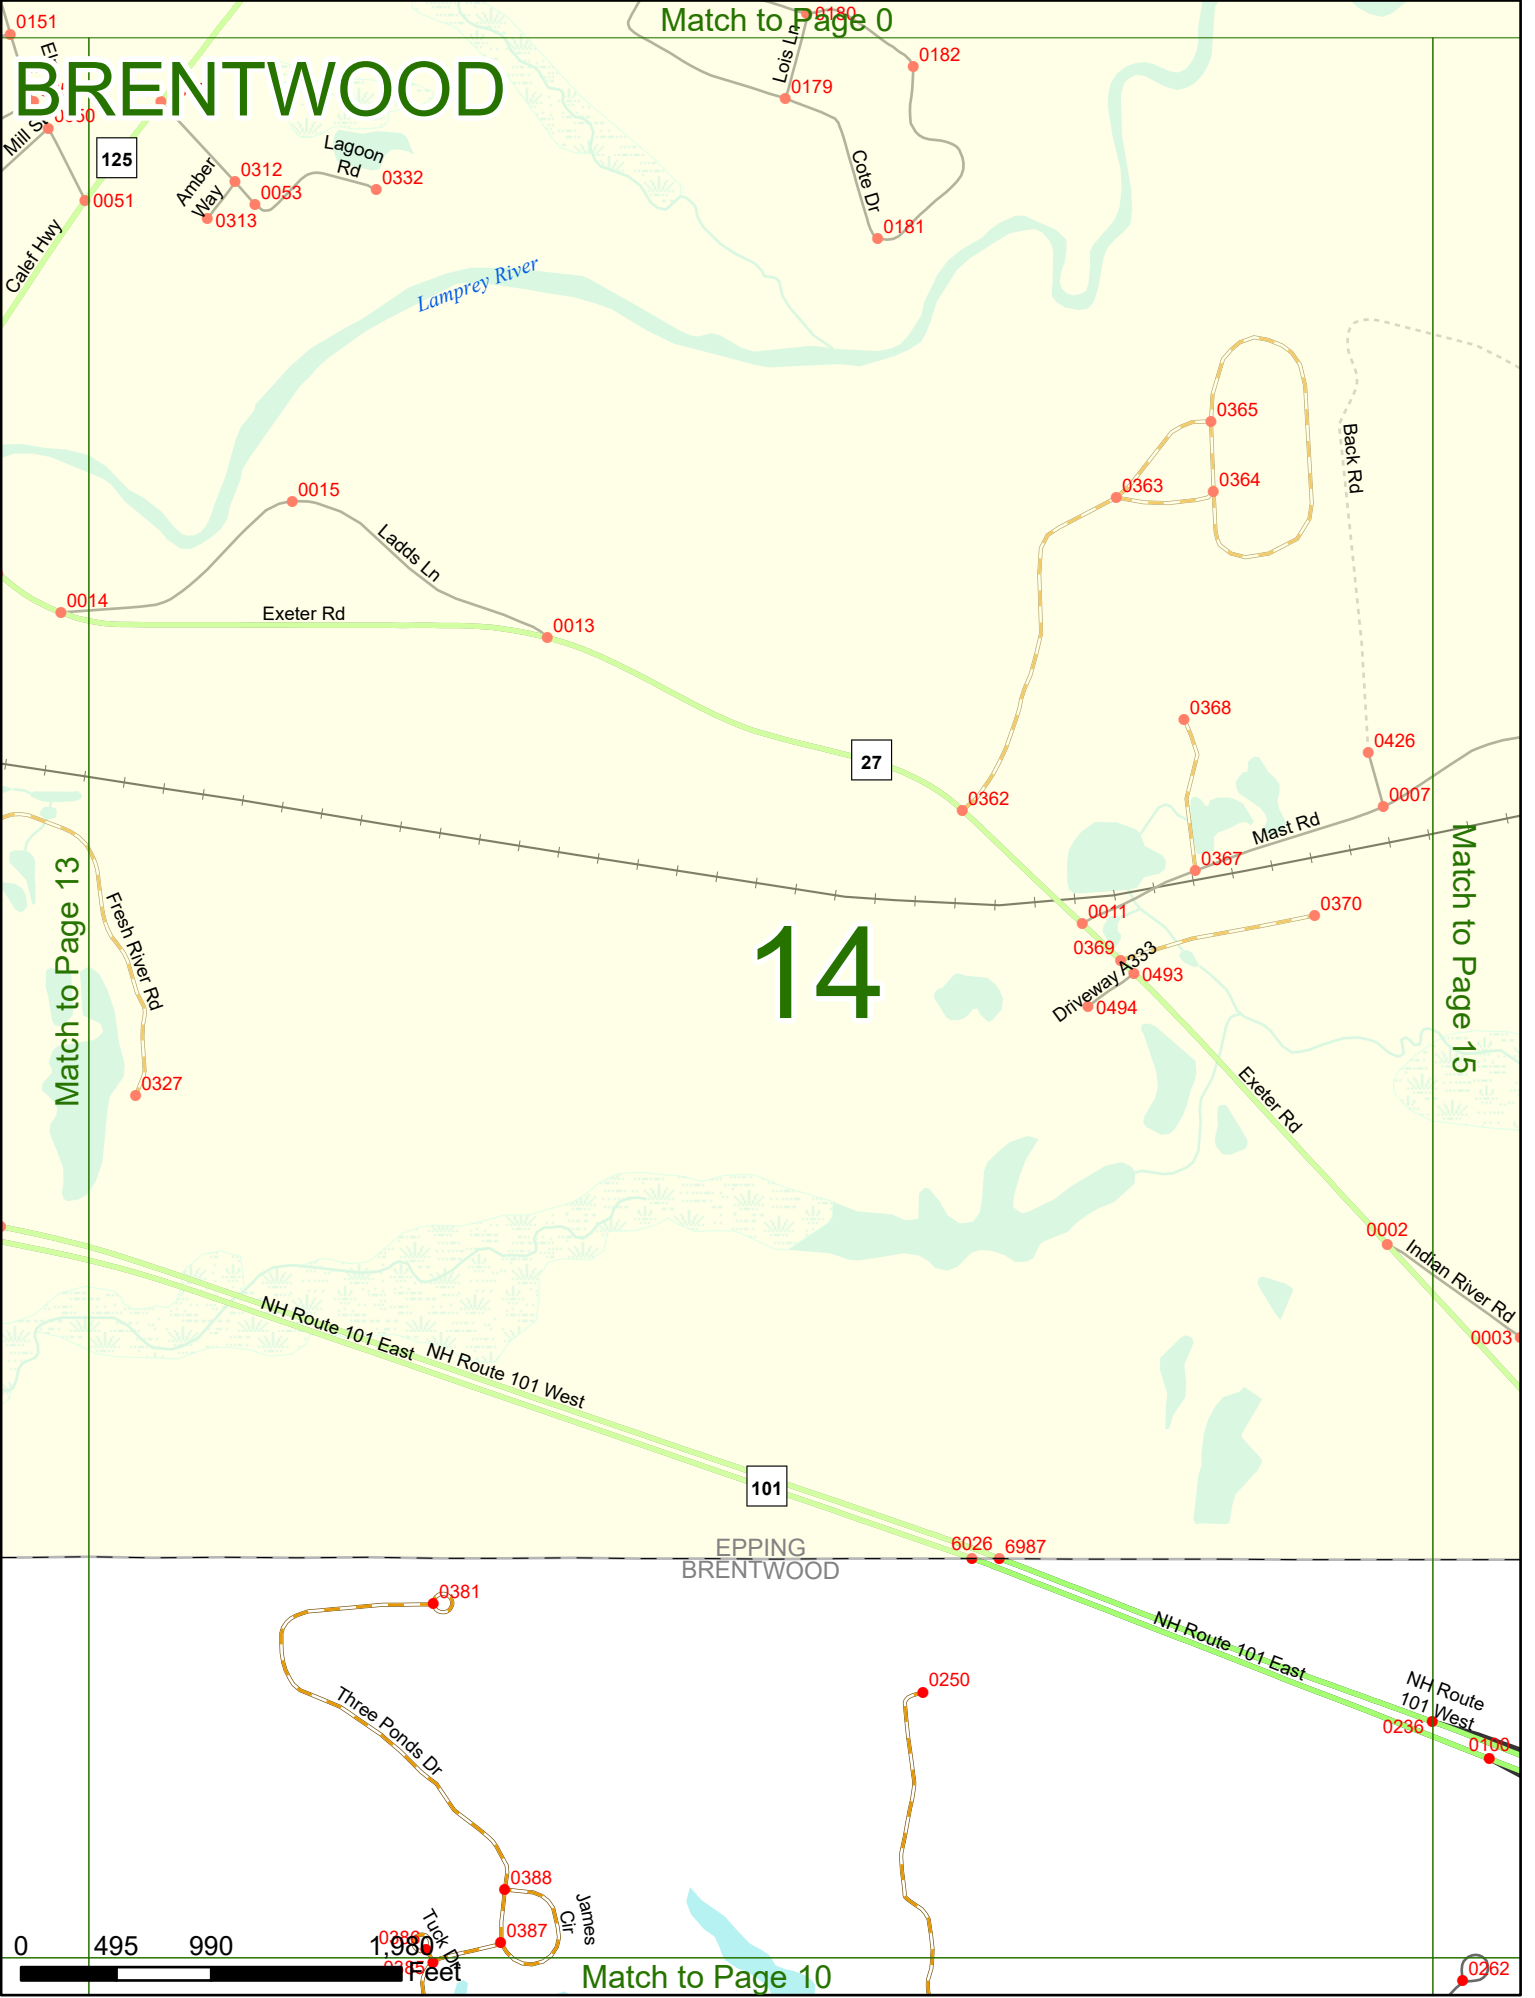 Match to Page 0
0151
0180
0182
0179
Lois Ln
BRENTWOOD
Mill St
125
0051
Calef Hwy
Amber
Way
0312
0053
0313
Lagoon
Rd
0332
Cote Dr
0181
Lamprey River
0365
0363
0364
Back Rd
0015
Ladds Ln
0014
Exeter Rd
0013
27
0362
0368
0426
0007
Mast Rd
0367
0011
0370
0369
0493
Driveway A333
0494
Match to Page 13
Fresh River Rd
0327
14
Match to Page 15
Exeter Rd
0002
Indian River Rd
0003
NH Route 101 East
NH Route 101 West
101
EPPING
BRENTWOOD
6026
6987
0381
Three Ponds Dr
0250
NH Route 101 East
NH Route
101 West
0236
0100
0388
0387
James
Cir
Tuck Dr
0386
0385
0262
0 495 990 1,980
Feet
Match to Page 10